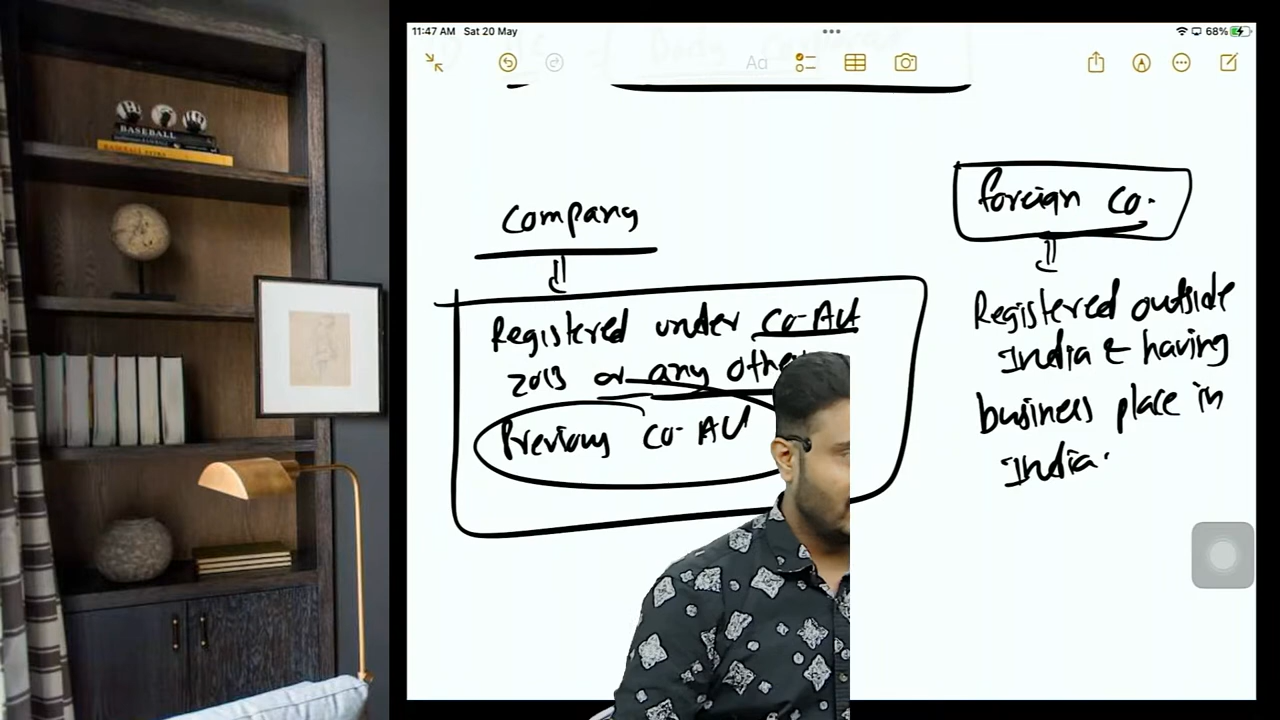 11:47 AM Sat 20 May
68%
Aa
BASEBALL
Company
foreign co.
Registered under CO-ACT
2013 or any other
Previous CO-ACT
Registered outside
India & having
business place in
India.